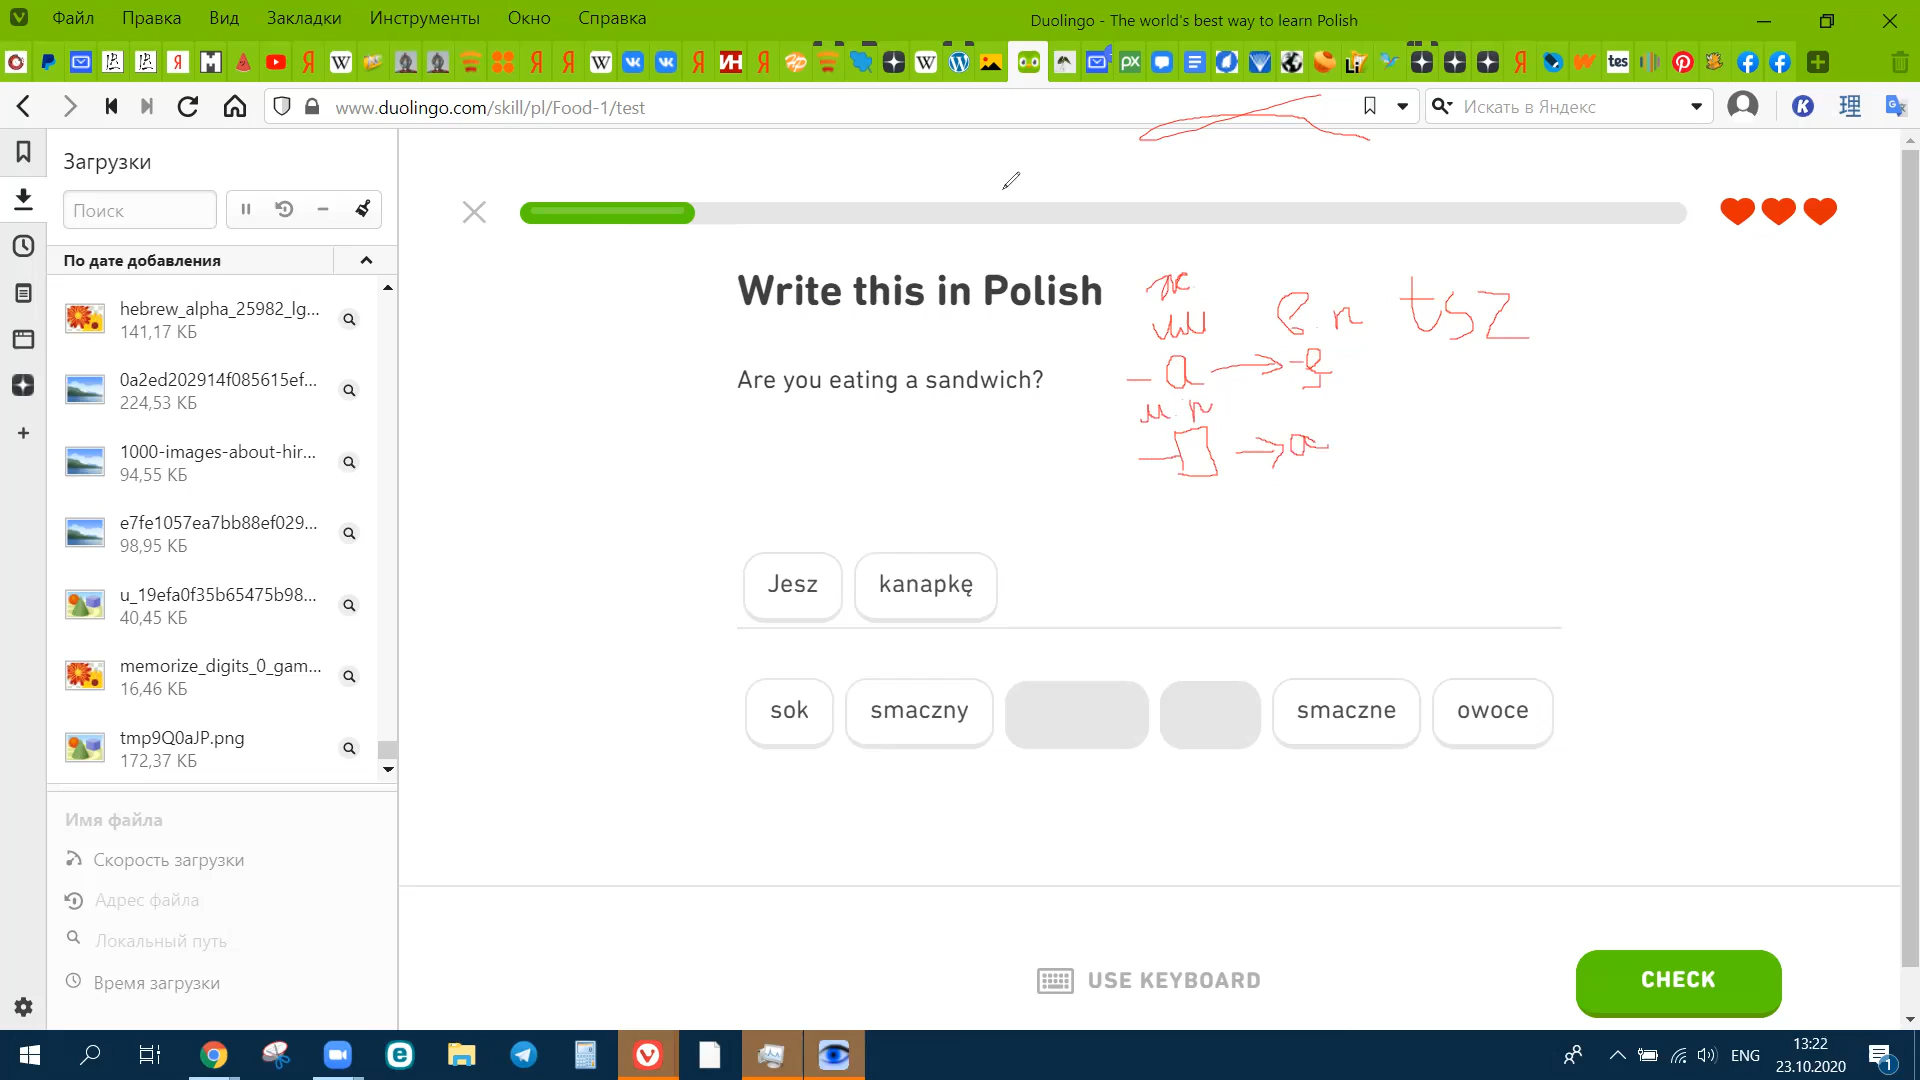 Файл Правка Вид Закладки Инструменты Окно Справка
Duolingo - The world's best way to learn Polish
www.duolingo.com/skill/pl/Food-1/test
Искать в Яндекс
Загрузки
Поиск
По дате добавления
hebrew_alpha_25982_lg...
141,17 КБ
0a2ed202914f085615ef...
224,53 КБ
1000-images-about-hir...
94,55 КБ
e7fe1057ea7bb88ef029...
98,95 КБ
u_19efa0f35b65475b98...
40,45 КБ
memorize_digits_0_gam...
16,46 КБ
tmp9Q0aJP.png
172,37 КБ
Имя файла
Скорость загрузки
Адрес файла
Локальный путь
Время загрузки
Write this in Polish
tsz
Are you eating a sandwich?
- a → -ę
Jesz kanapkę
sok smaczny smaczne owoce
USE KEYBOARD
CHECK
ENG
13:22
23.10.2020
1